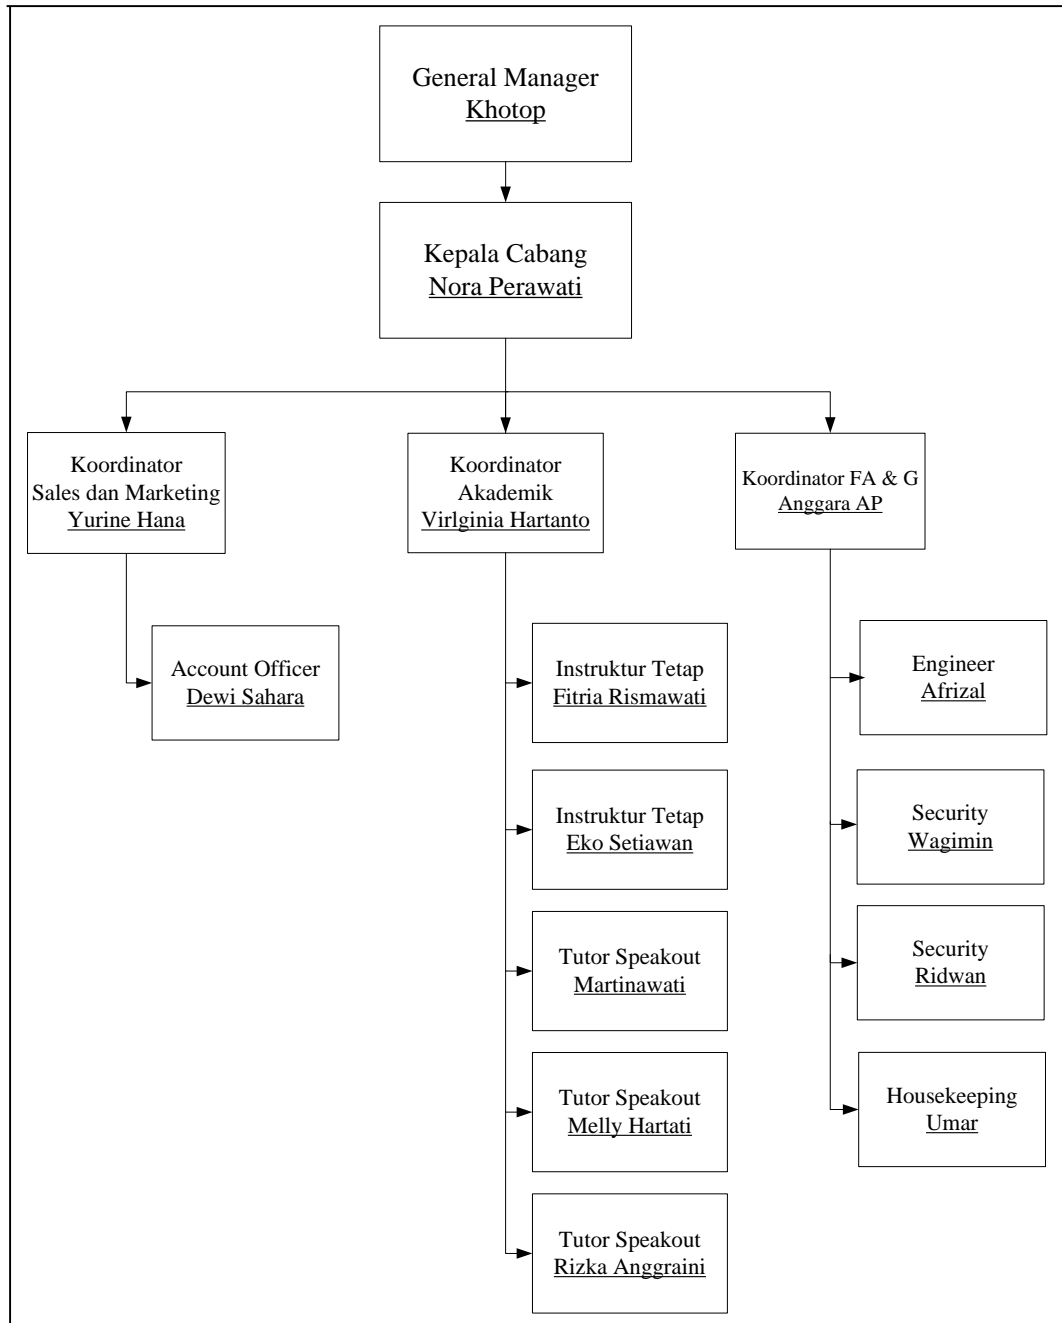 General Manager
Khotop
Kepala Cabang
Nora Perawati
Koordinator
Sales dan Marketing
Yurine Hana
Koordinator
Akademik
Virlginia Hartanto
Koordinator FA & G
Anggara AP
Account Officer
Dewi Sahara
Instruktur Tetap
Fitria Rismawati
Instruktur Tetap
Eko Setiawan
Tutor Speakout
Martinawati
Tutor Speakout
Melly Hartati
Tutor Speakout
Rizka Anggraini
Engineer
Afrizal
Security
Wagimin
Security
Ridwan
Housekeeping
Umar